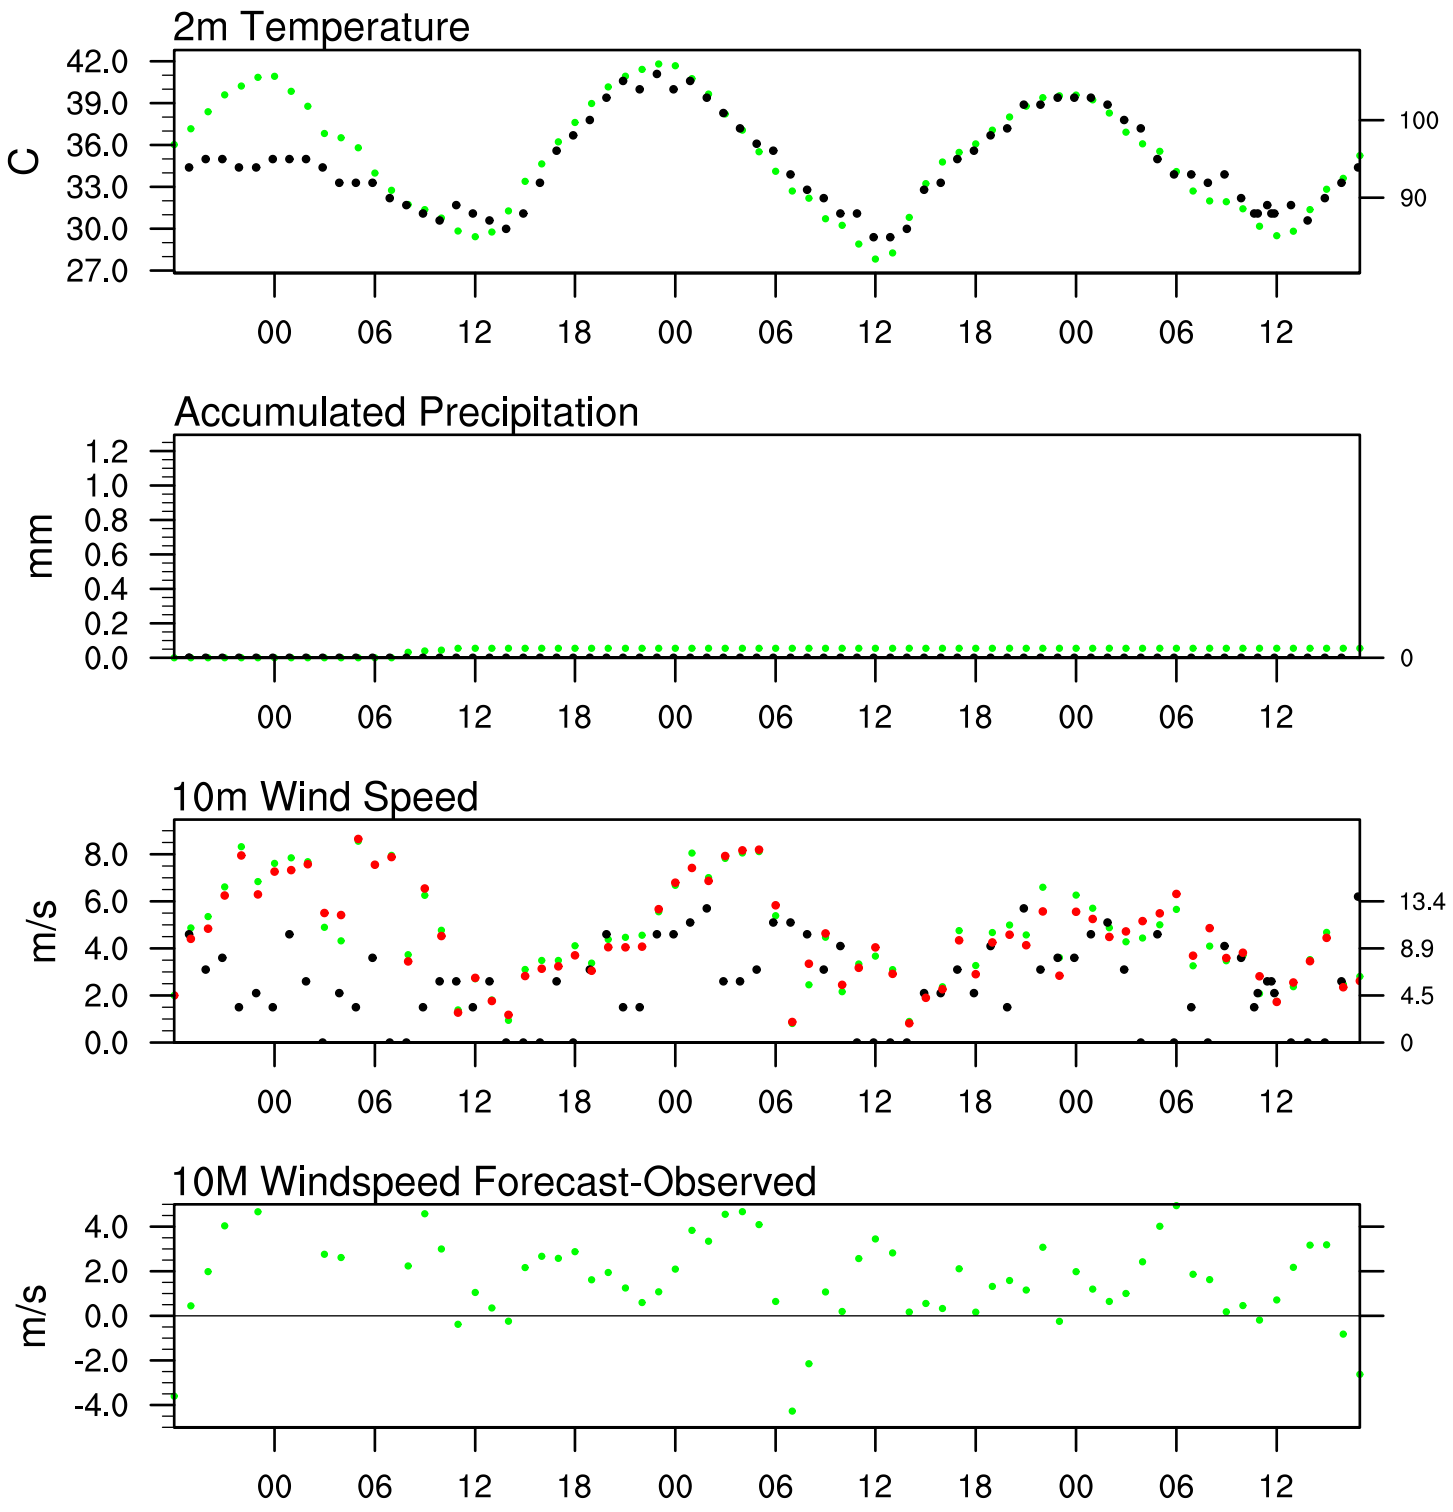 2m Temperature
42.0
39.0
36.0
33.0
30.0
27.0
C
100
90
00 06 12 18 00 06 12 18 00 06 12
Accumulated Precipitation
1.2
1.0
0.8
0.6
0.4
0.2
0.0
mm
0
00 06 12 18 00 06 12 18 00 06 12
10m Wind Speed
8.0
6.0
4.0
2.0
0.0
m/s
13.4
8.9
4.5
0
00 06 12 18 00 06 12 18 00 06 12
10M Windspeed Forecast-Observed
4.0
2.0
0.0
-2.0
-4.0
m/s
00 06 12 18 00 06 12 18 00 06 12